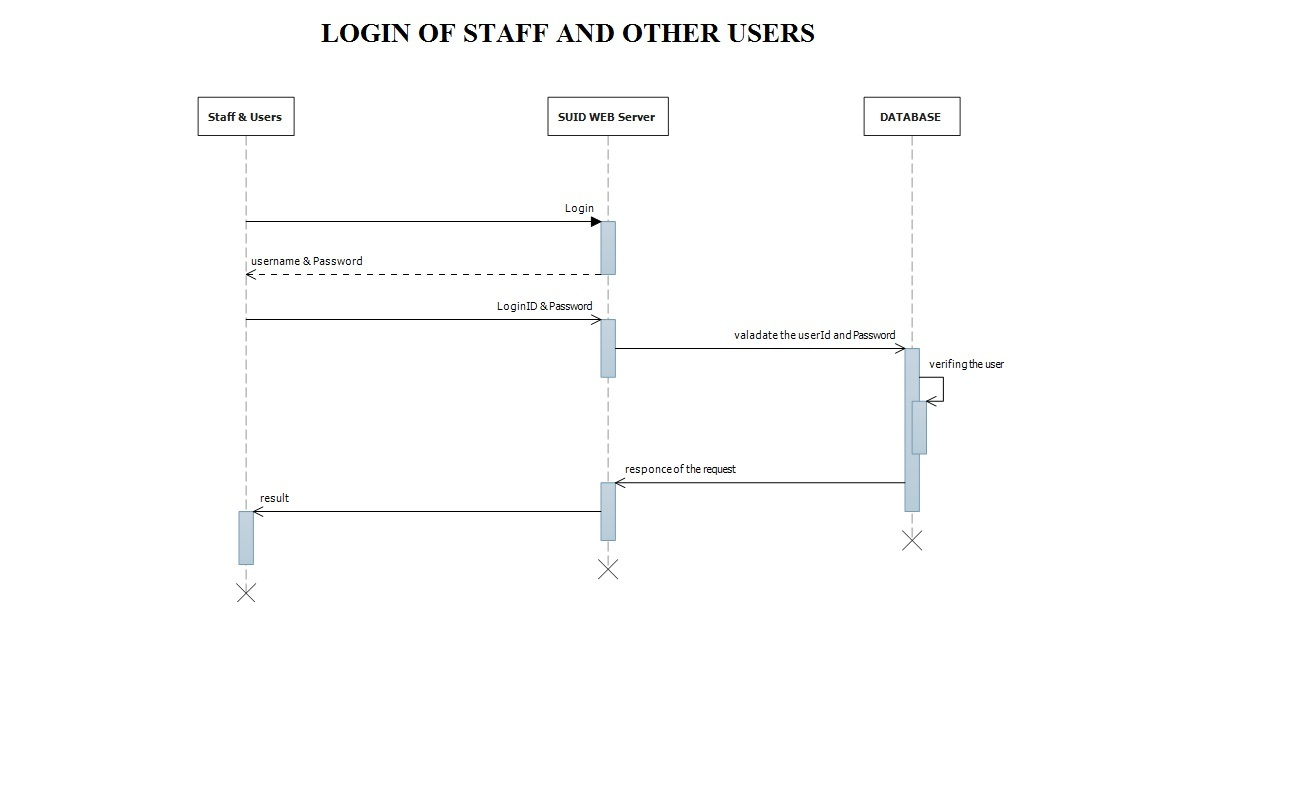 LOGIN OF STAFF AND OTHER USERS
Staff & Users
SUID WEB Server
DATABASE
Login
username & Password
LoginID & Password
valadate the userId and Password
verifing the user
responce of the request
result